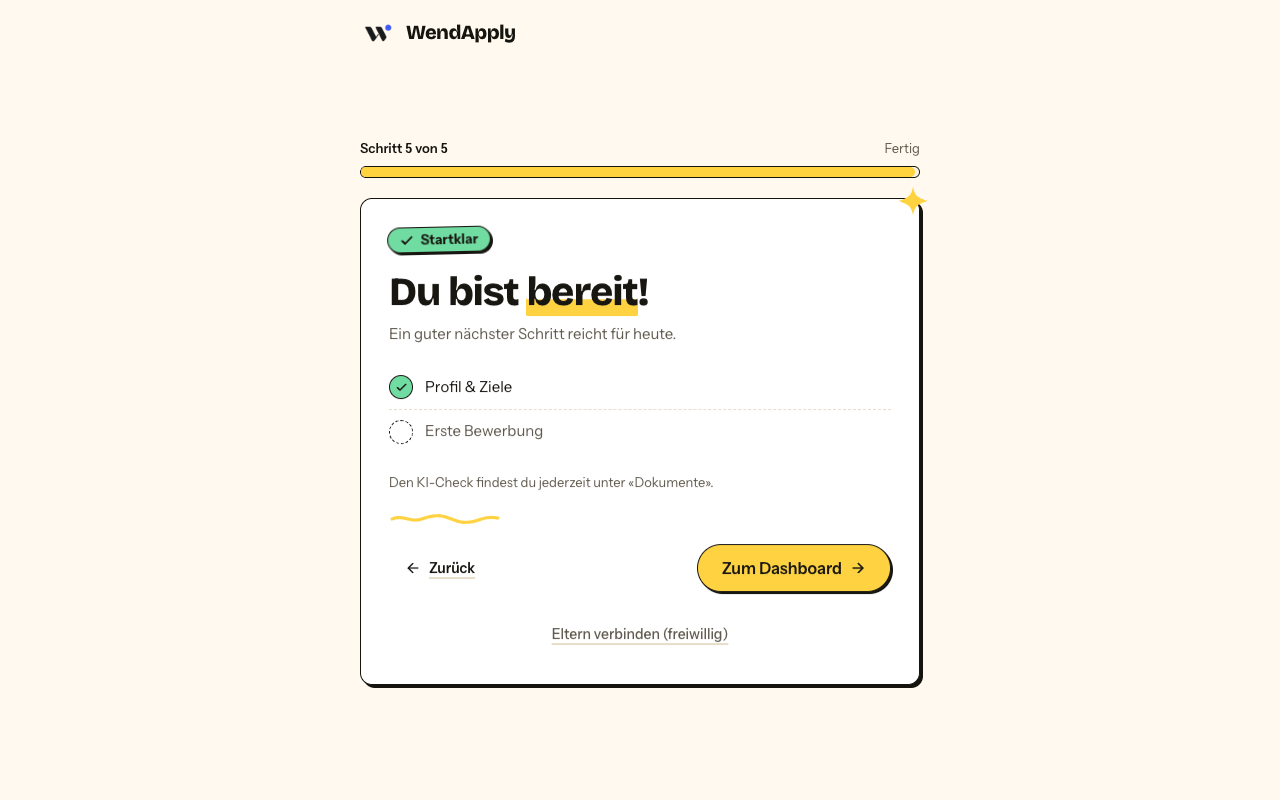 WendApply
Schritt 5 von 5
Fertig
Startklar
Du bist bereit!
Ein guter nächster Schritt reicht für heute.
Profil & Ziele
Erste Bewerbung
Den KI-Check findest du jederzeit unter «Dokumente».
Zurück
Zum Dashboard
Eltern verbinden (freiwillig)